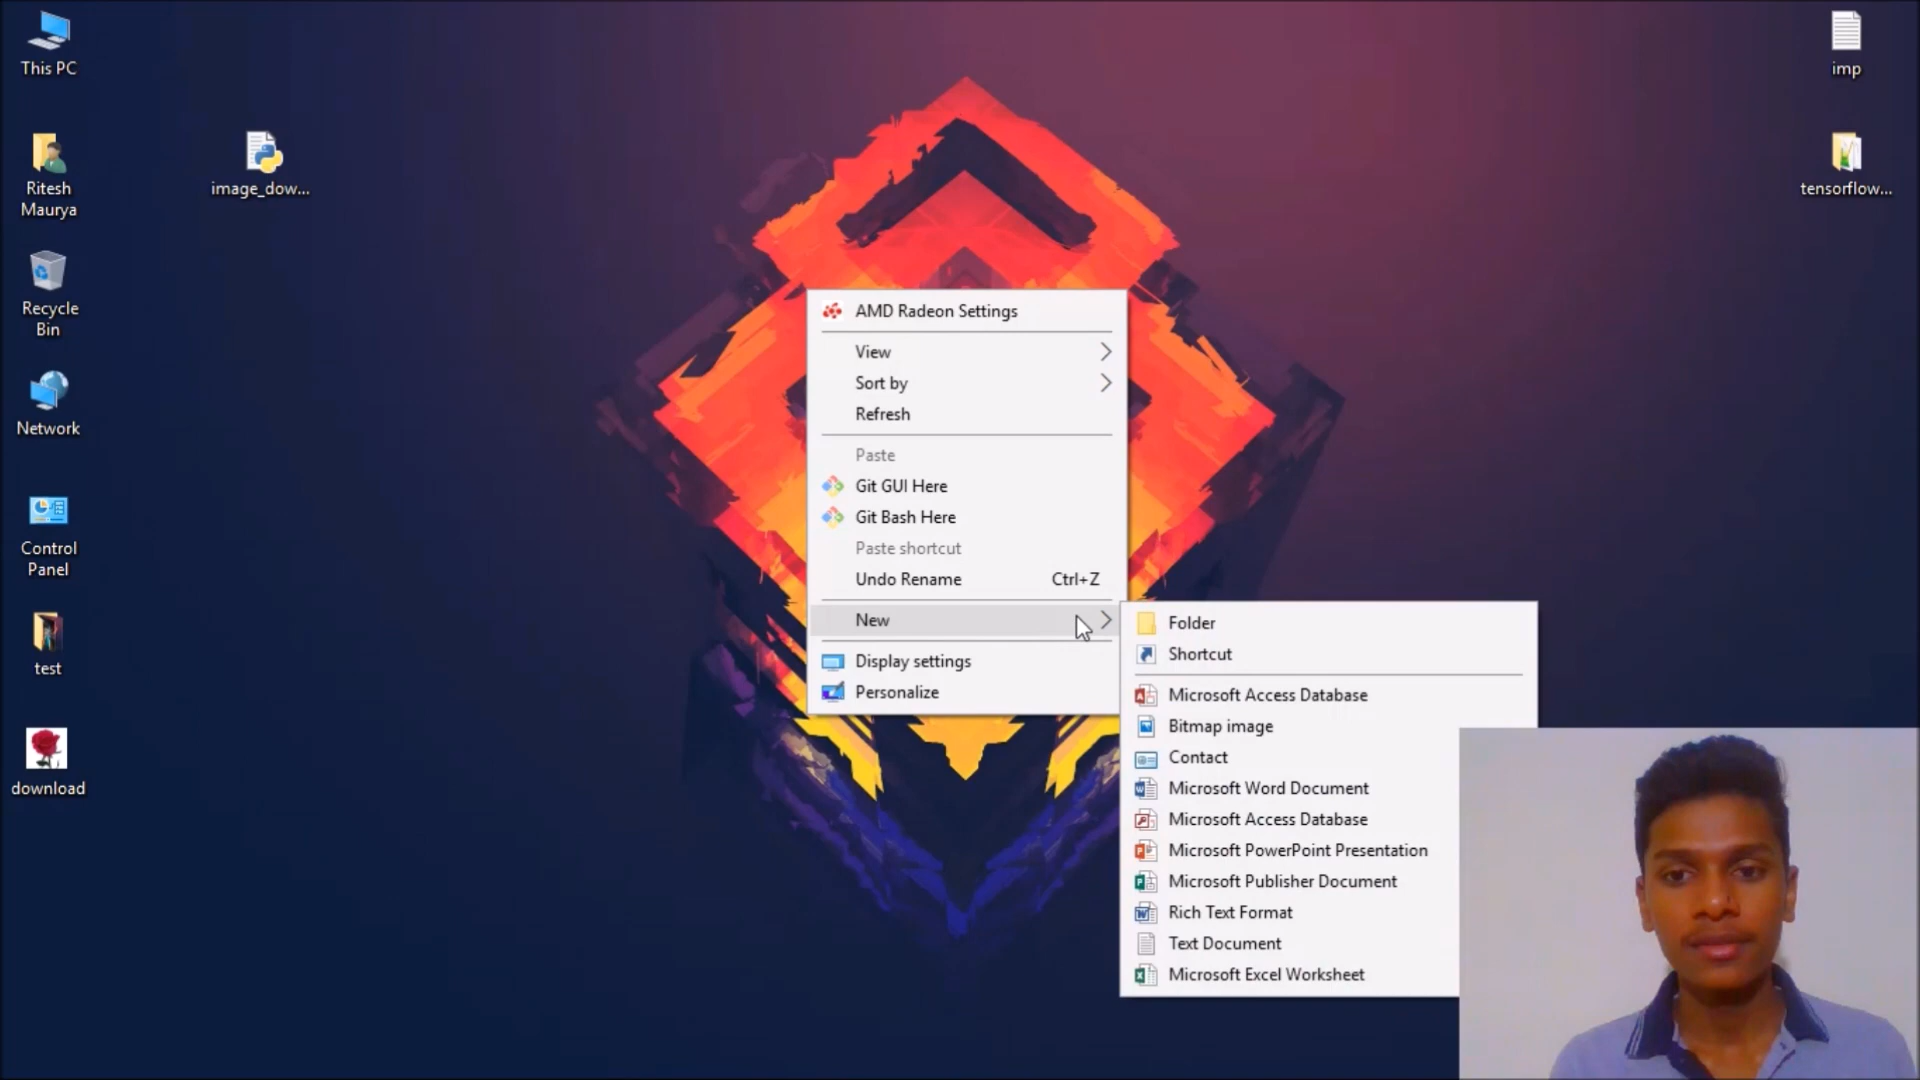 This PC
Ritesh
Maurya
Recycle
Bin
Network
Control
Panel
test
download
image_dow...
imp
tensorflow...
AMD Radeon Settings
View
Sort by
Refresh
Paste
Git GUI Here
Git Bash Here
Paste shortcut
Undo Rename Ctrl+Z
New
Display settings
Personalize
Folder
Shortcut
Microsoft Access Database
Bitmap image
Contact
Microsoft Word Document
Microsoft Access Database
Microsoft PowerPoint Presentation
Microsoft Publisher Document
Rich Text Format
Text Document
Microsoft Excel Worksheet